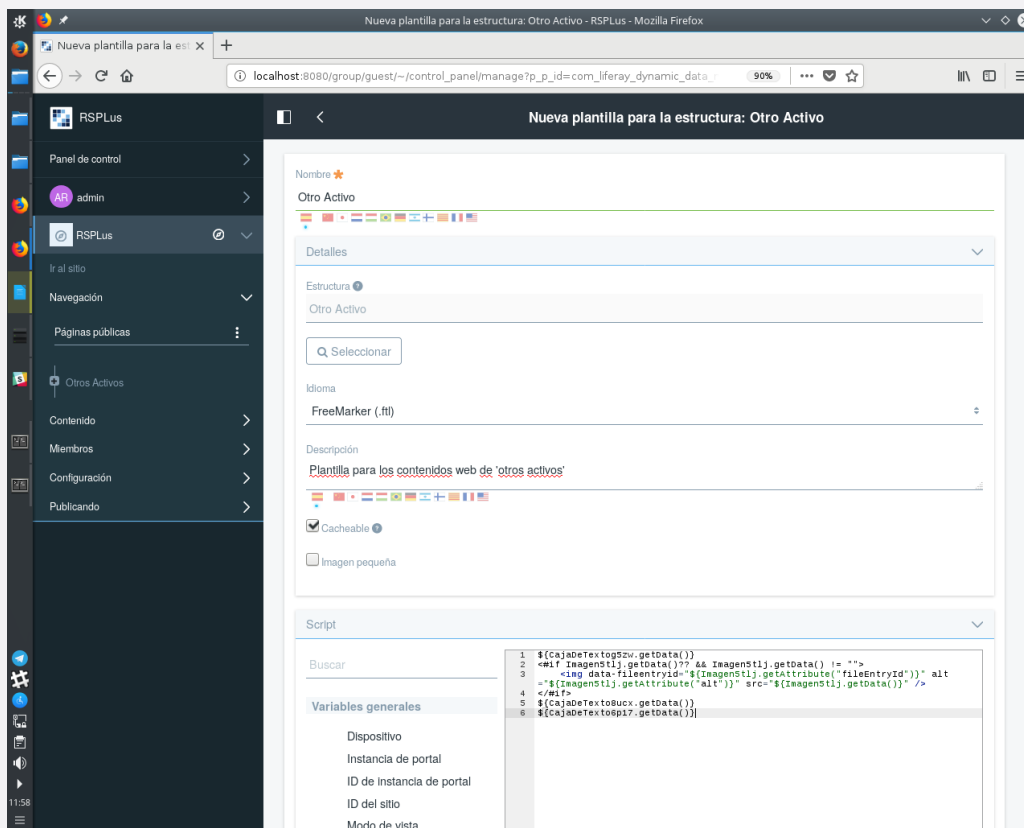 Nueva plantilla para la estructura: Otro Activo - RSPLus - Mozilla Firefox
Nueva plantilla para la est
localhost:8080/group/guest/~/control_panel/manage?p_p_id=com_liferay_dynamic_data_
90%
RSPLus
Nueva plantilla para la estructura: Otro Activo
Panel de control
AR admin
RSPLus
Ir al sitio
Navegación
Páginas públicas
Otros Activos
Contenido
Miembros
Configuración
Publicando
11:58
Nombre
Otro Activo
Detalles
Estructura
Otro Activo
Seleccionar
Idioma
FreeMarker (.ftl)
Descripción
Plantilla para los contenidos web de 'otros activos'
Cacheable
Imagen pequeña
Script
Buscar
Variables generales
Dispositivo
Instancia de portal
ID de instancia de portal
ID del sitio
Modo de vista
1 ${CajaDeTextog5zw.getData()}
2 <#if Imagen5tlj.getData()?? && Imagen5tlj.getData() != "">
3 <img data-fileentryid="${Imagen5tlj.getAttribute("fileEntryId")}" alt
="${Imagen5tlj.getAttribute("alt")}" src="${Imagen5tlj.getData()}" />
4 </#if>
5 ${CajaDeTexto8ucx.getData()}
6 ${CajaDeTexto6p17.getData()}